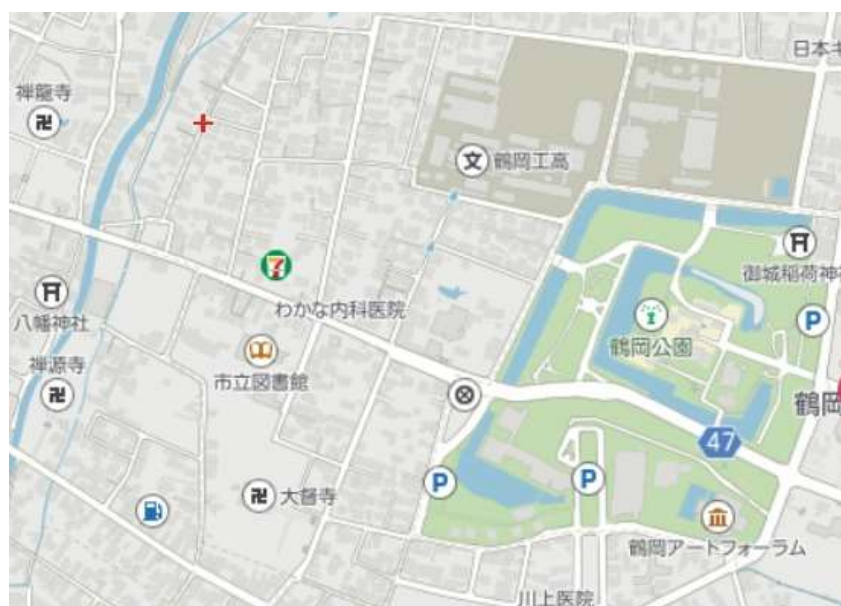 日本キ
禅龍寺
文 鶴岡工高
御城稲荷神社
7
わかな内科医院
八幡神社
P
鶴岡公園
市立図書館
禅源寺
鶴岡
47
P
P
大督寺
鶴岡アートフォーラム
川上医院